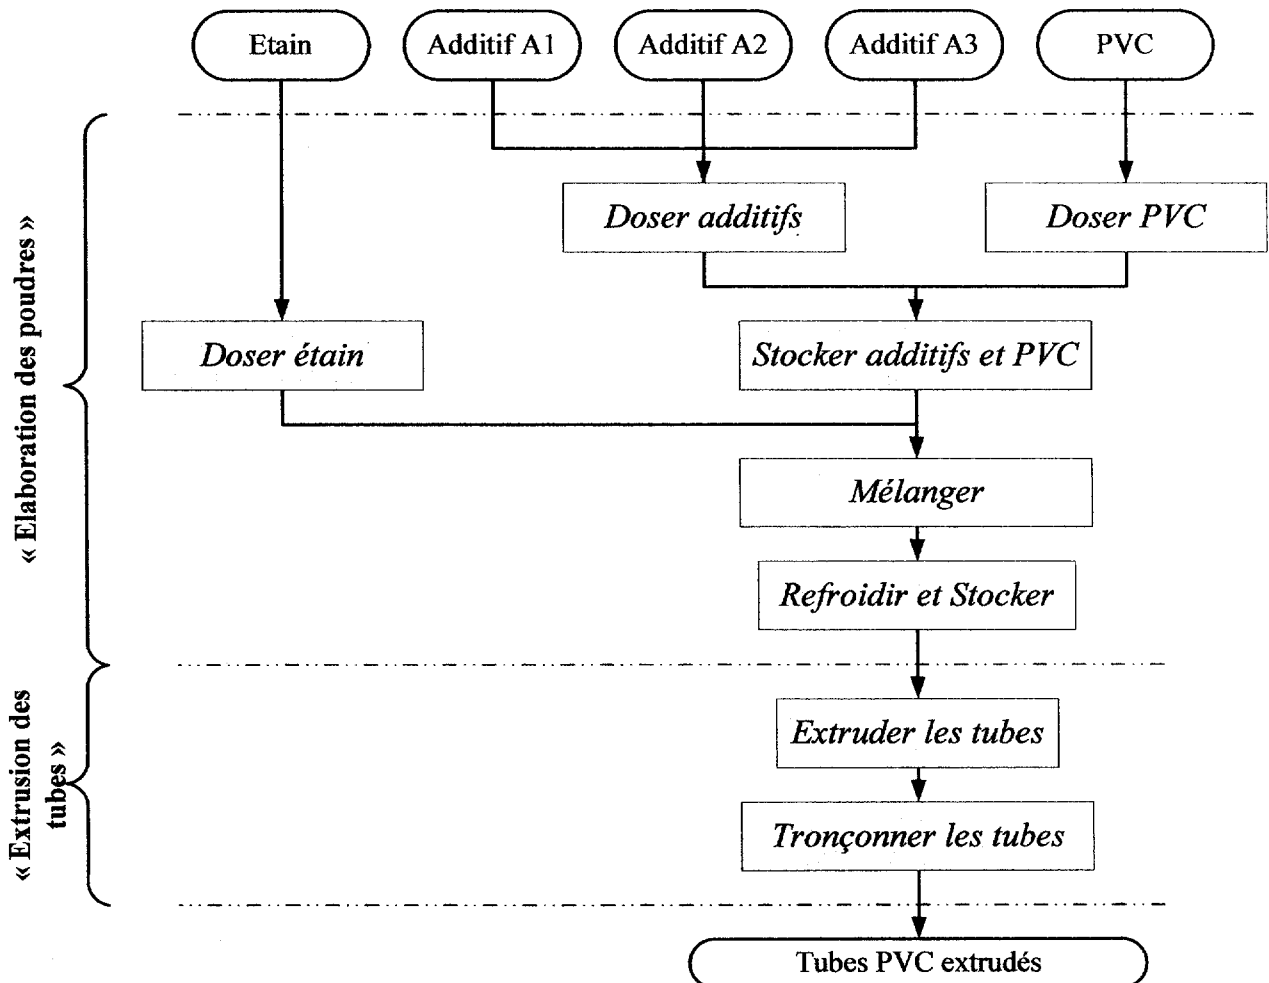 Etain
Additif A1
Additif A2
Additif A3
PVC
Doser additifs
Doser PVC
« Elaboration des poudres »
Doser étain
Stocker additifs et PVC
Mélanger
Refroidir et Stocker
« Extrusion des
tubes »
Extruder les tubes
Tronçonner les tubes
Tubes PVC extrudés